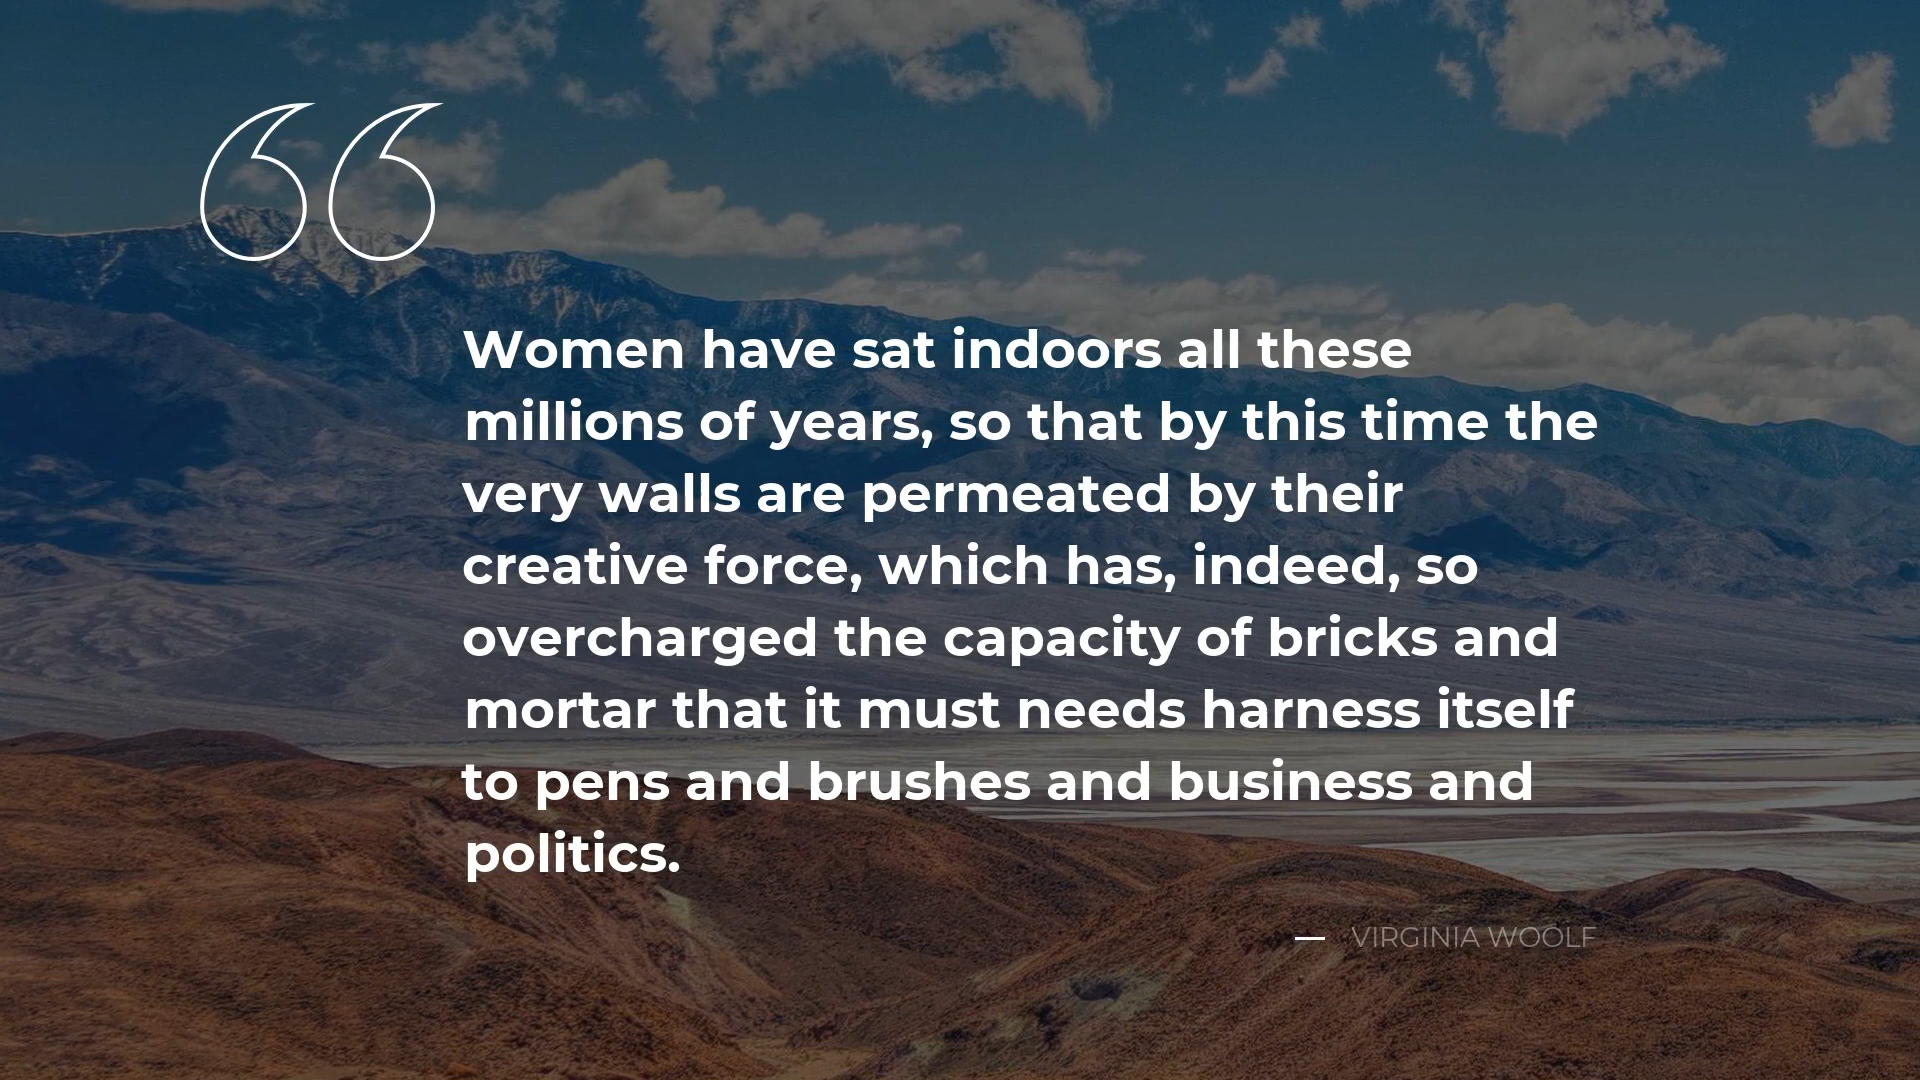 Women have sat indoors all these
millions of years, so that by this time the
very walls are permeated by their
creative force, which has, indeed, so
overcharged the capacity of bricks and
mortar that it must needs harness itself
to pens and brushes and business and
politics.
— VIRGINIA WOOLF